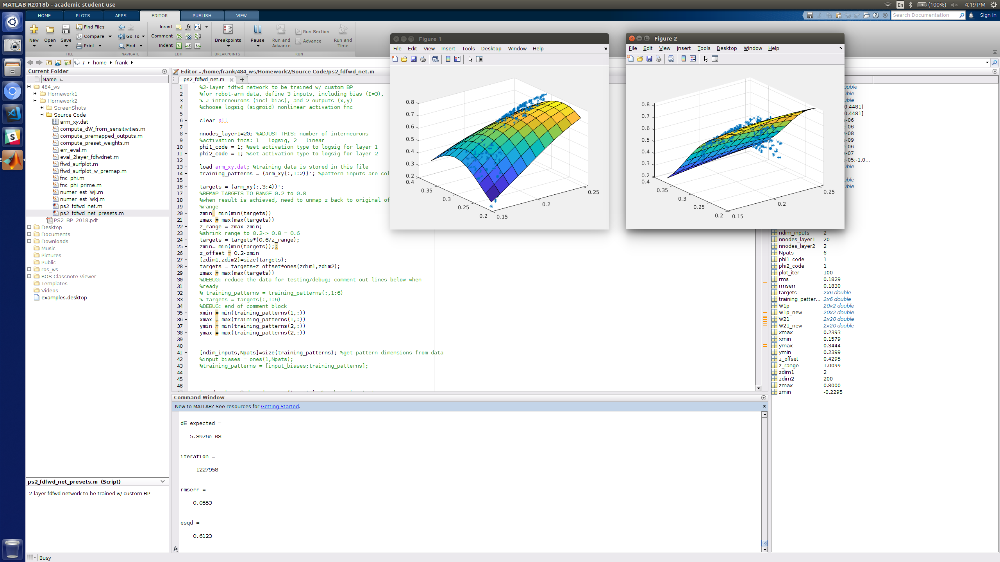 MATLAB R2018b - academic student use
En
(100%)
4:19 PM
HOME PLOTS APPS EDITOR PUBLISH VIEW
Search Documentation
Sign In
New Open Save
Find Files
Compare
Print
FILE
Go To
Find
NAVIGATE
Insert
Comment
Indent
EDIT
Breakpoints
BREAKPOINTS
Pause
Run and Advance
Run Section
Advance
Run and Time
RUN
/ home frank
Current Folder
Name
484_ws
Homework1
Homework2
ScreenShots
Source Code
arm_xy.dat
compute_dW_from_sensitivities.m
compute_premapped_outputs.m
compute_preset_weights.m
err_eval.m
eval_2layer_fdfwdnet.m
ffwd_surfplot.m
ffwd_surfplot_w_premap.m
fnc_phi.m
fnc_phi_prime.m
numer_est_Wji.m
numer_est_Wkj.m
ps2_fdfwd_net.m
ps2_fdfwd_net_presets.m
PS2_BP_2018.pdf
Desktop
Documents
Downloads
Music
Pictures
Public
ros_ws
ROS Classnote Viewer
Templates
Videos
examples.desktop
ps2_fdfwd_net_presets.m (Script)
2-layer fdfwd network to be trained w/ custom BP
Busy
Editor - /home/frank/484_ws/Homework2/Source Code/ps2_fdfwd_net.m
ps2_fdfwd_net.m
1 %2-layer fdfwd network to be trained w/ custom BP
2 %for robot-arm data, define 3 inputs, including bias (I=3),
3 % J interneurons (incl bias), and 2 outputs (x,y)
4 %choose logsig (sigmoid) nonlinear activation fnc
5
6 - clear all
7
8 - nnodes_layer1=20; %ADJUST THIS: number of interneurons
9 %activation fncs: 1 = logsig, 2 = linear
10 - phi1_code = 1; %set activation type to logsig for layer 1
11 - phi2_code = 1; %set activation type to logsig for layer 2
12
13 - load arm_xy.dat; %training data is stored in this file
14 - training_patterns = (arm_xy(:,1:2))'; %pattern inputs are col
15
16 - targets = (arm_xy(:,3:4))';
17 %REMAP TARGETS TO RANGE 0.2 to 0.8
18 %when result is achieved, need to unmap z back to original of
19 %range
20 - zmin= min(min(targets))
21 - zmax = max(max(targets))
22 - z_range = zmax-zmin;
23 %shrink range to 0.2-> 0.8 = 0.6
24 - targets = targets*(0.6/z_range);
25 - zmin= min(min(targets));;
26 - z_offset = 0.2-zmin
27 - [zdim1,zdim2]=size(targets);
28 - targets = targets+z_offset*ones(zdim1,zdim2);
29 - zmax = max(max(targets))
30 %DEBUG: reduce the data for testing/debug; comment out lines below when
31 %ready
32 % training_patterns = training_patterns(:,1:6)
33 % targets = targets(:,1:6)
34 %DEBUG: end of comment block
35 - xmin = min(training_patterns(1,:))
36 - xmax = max(training_patterns(1,:))
37 - ymin = min(training_patterns(2,:))
38 - ymax = max(training_patterns(2,:))
39
40
41 - [ndim_inputs,Npats]=size(training_patterns); %get pattern dimensions from data
42 %input_biases = ones(1,Npats);
43 %training_patterns = [input_biases;training_patterns];
44
45
46
Command Window
New to MATLAB? See resources for Getting Started.
dE_expected =
-5.8976e-08
iteration =
1227958
rmserr =
0.0553
esqd =
0.6123
Figure 1
File Edit View Insert Tools Desktop Window Help
0.8
0.7
0.6
0.5
0.4
0.3
0.2
0.4
0.35
0.3
0.25
0.2
0.15
0.2
0.25
Figure 2
File Edit View Insert Tools Desktop Window Help
0.8
0.7
0.6
0.5
0.4
0.3
0.2
0.4
0.35
0.3
0.25
0.2
0.15
0.2
0.25
0.4481]
0.4481]
e-06
e-06
e-08
e-09
e-06
e-07
e-05;-1.0...
ndim_inputs 2
nnodes_layer1 20
nnodes_layer2 2
Npats 6
phi1_code 1
phi2_code 1
plot_iter 100
rms 0.1829
rmserr 0.1830
targets 2x6 double
training_patter... 2x6 double
W1p 20x2 double
W1p_new 20x2 double
W21 2x20 double
W21_new 2x20 double
xmax 0.2393
xmin 0.1579
ymax 0.3444
ymin 0.2399
z_offset 0.4295
z_range 1.0099
zdim1 2
zdim2 200
zmax 0.8000
zmin -0.2295